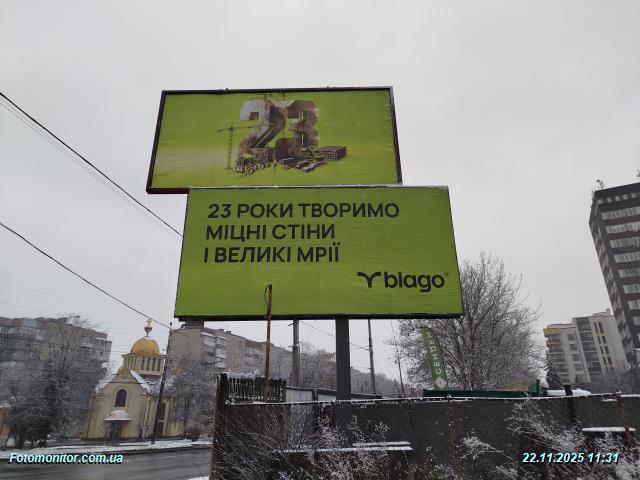 23
23 РОКИ ТВОРИМО
МІЦНІ СТІНИ
І ВЕЛИКІ МРІЇ
blago®
Fotomonitor.com.ua
22.11.2025 11:31